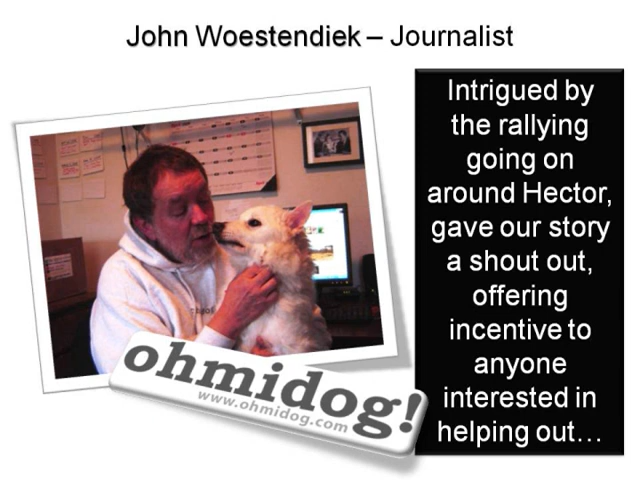 John Woestendiek – Journalist
Intrigued by
the rallying
going on
around Hector,
gave our story
a shout out,
offering
incentive to
anyone
interested in
helping out…
ohmidog!
www.ohmidog.com